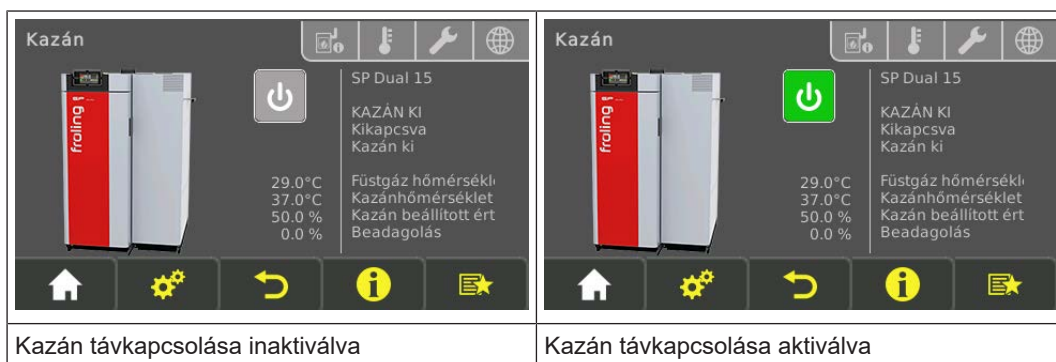 Kazán
SP Dual 15
KAZÁN KI
Kikapcsva
Kazán ki
29.0°C Füstgáz hőmérsékl
37.0°C Kazánhőmérséklet
50.0 % Kazán beállított ért
0.0 % Beadagolás
froling
Kazán távkapcsolása inaktiválva
Kazán
SP Dual 15
KAZÁN KI
Kikapcsva
Kazán ki
29.0°C Füstgáz hőmérsékl
37.0°C Kazánhőmérséklet
50.0 % Kazán beállított ért
0.0 % Beadagolás
froling
Kazán távkapcsolása aktiválva